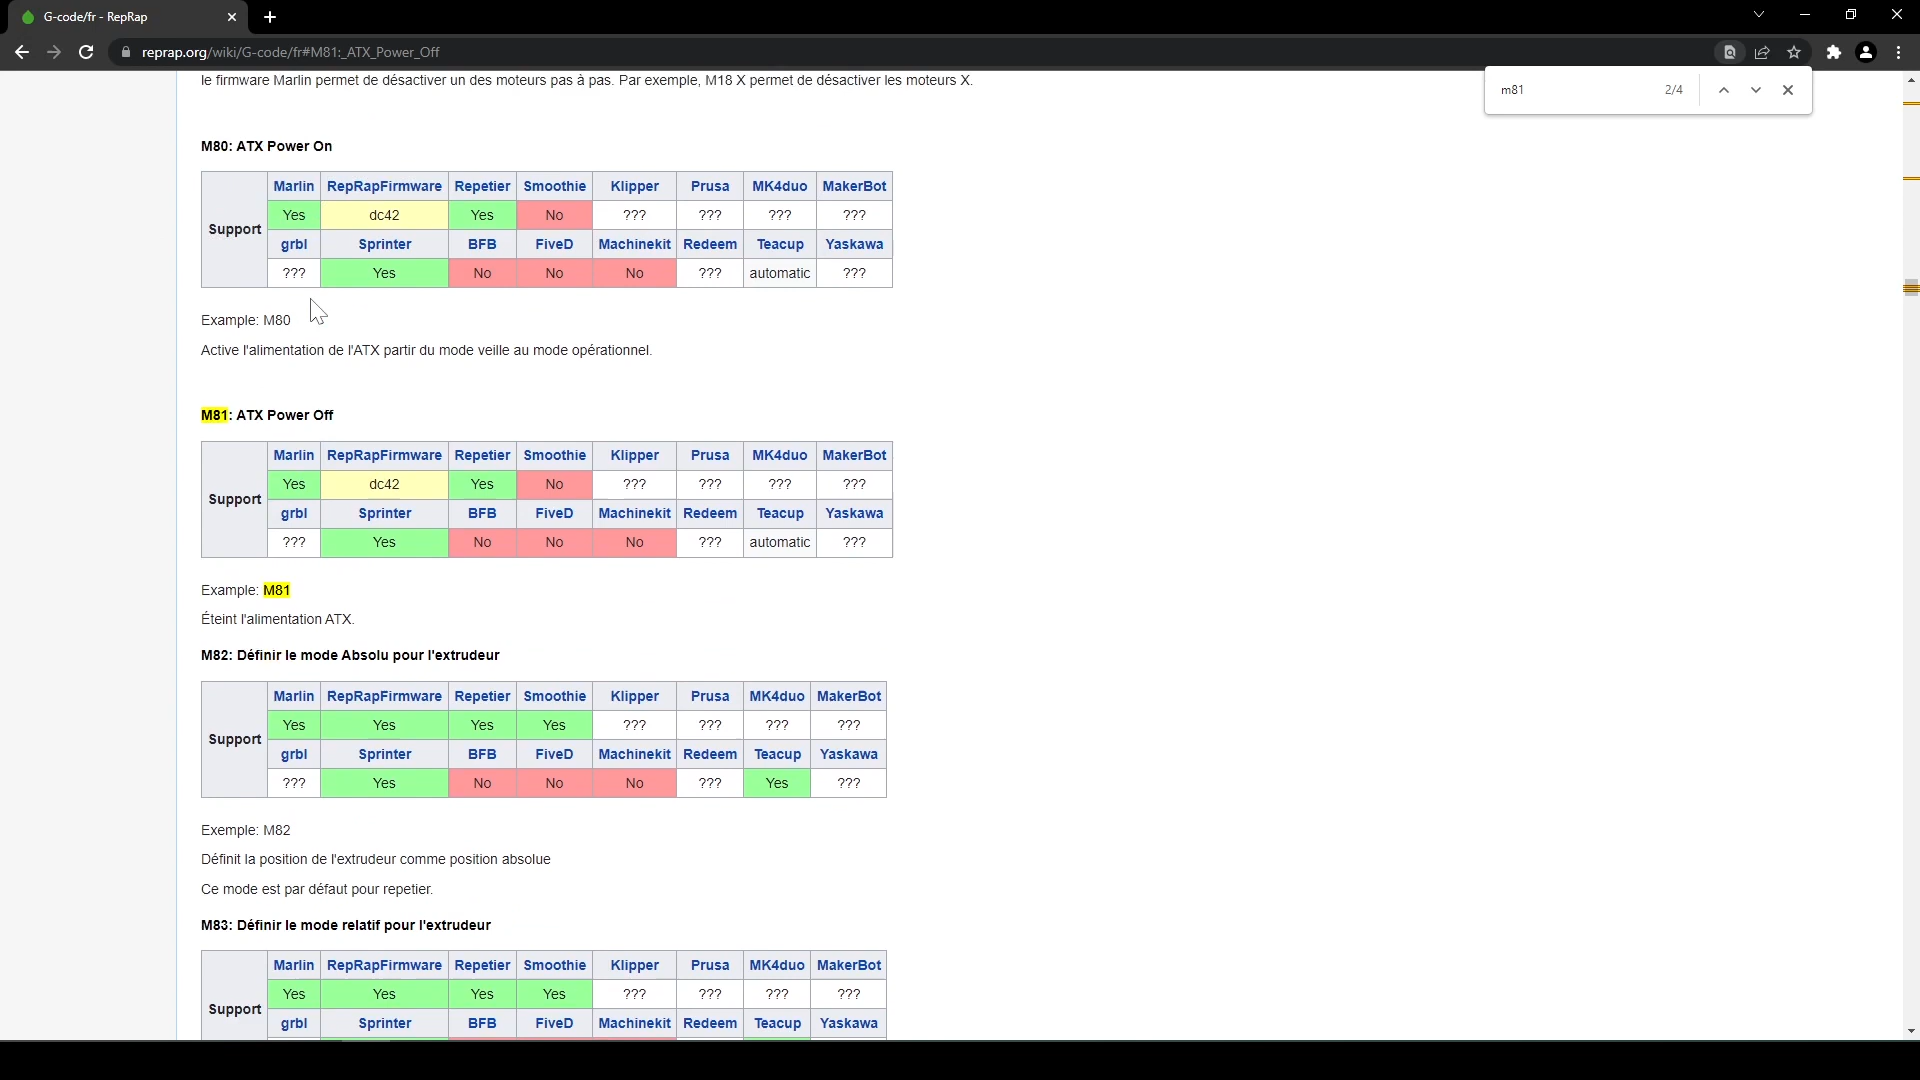 G-code/fr - RepRap
reprap.org/wiki/G-code/fr#M81:_ATX_Power_Off
m81 2/4
le firmware Marlin permet de désactiver un des moteurs pas à pas. Par exemple, M18 X permet de désactiver les moteurs X.
M80: ATX Power On
Marlin RepRapFirmware Repetier Smoothie Klipper Prusa MK4duo MakerBot
Yes dc42 Yes No ??? ??? ??? ???
Support
grbl Sprinter BFB FiveD Machinekit Redeem Teacup Yaskawa
??? Yes No No No ??? automatic ???
Example: M80
Active l'alimentation de l'ATX partir du mode veille au mode opérationnel.
M81: ATX Power Off
Marlin RepRapFirmware Repetier Smoothie Klipper Prusa MK4duo MakerBot
Yes dc42 Yes No ??? ??? ??? ???
Support
grbl Sprinter BFB FiveD Machinekit Redeem Teacup Yaskawa
??? Yes No No No ??? automatic ???
Example: M81
Éteint l'alimentation ATX.
M82: Définir le mode Absolu pour l'extrudeur
Marlin RepRapFirmware Repetier Smoothie Klipper Prusa MK4duo MakerBot
Yes Yes Yes Yes ??? ??? ??? ???
Support
grbl Sprinter BFB FiveD Machinekit Redeem Teacup Yaskawa
??? Yes No No No ??? Yes ???
Exemple: M82
Définit la position de l'extrudeur comme position absolue
Ce mode est par défaut pour repetier.
M83: Définir le mode relatif pour l'extrudeur
Marlin RepRapFirmware Repetier Smoothie Klipper Prusa MK4duo MakerBot
Yes Yes Yes Yes ??? ??? ??? ???
Support
grbl Sprinter BFB FiveD Machinekit Redeem Teacup Yaskawa